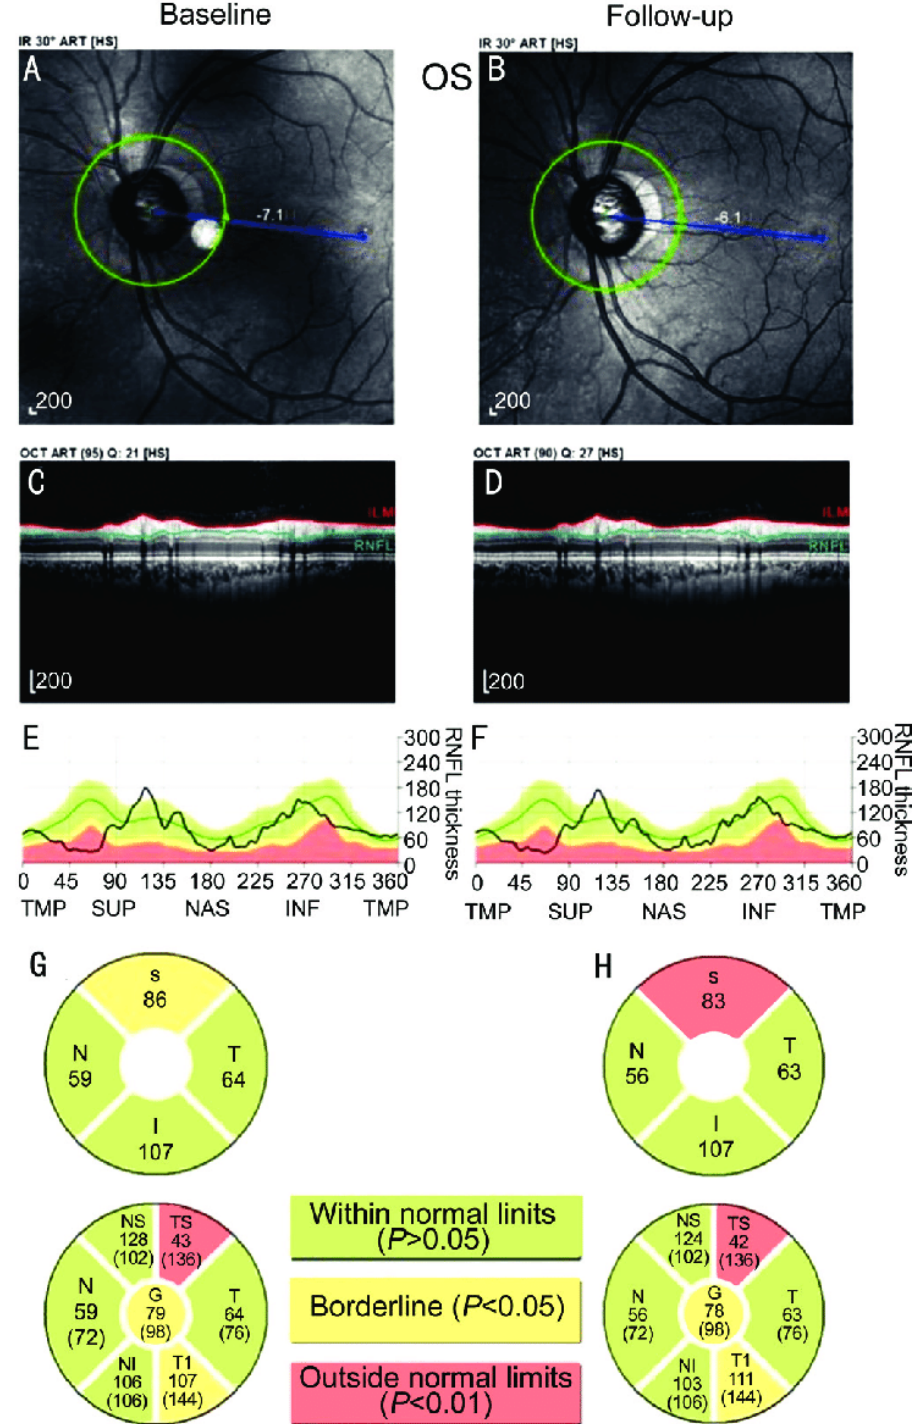 Baseline
Follow-up
IR 30° ART [HS]
IR 30° ART [HS]
A
OS
B
-7.1
-6.1
200
200
OCT ART (95) Q: 21 [HS]
OCT ART (90) Q: 27 [HS]
C
D
ILM
ILM
RNFL
RNFL
200
200
E
F
300
240
180
120
60
0
RNFL thickness
300
240
180
120
60
0
RNFL thickness
0 45 90 135 180 225 270 315 360
TMP SUP NAS INF TMP
0 45 90 135 180 225 270 315 360
TMP SUP NAS INF TMP
G
s
86
N
59
T
64
I
107
H
s
83
N
56
T
63
I
107
NS
128
(102)
TS
43
(136)
N
59
(72)
G
79
(98)
T
64
(76)
NI
106
(106)
T1
107
(144)
Within normal linits
(P>0.05)
Borderline (P<0.05)
Outside normal limits
(P<0.01)
NS
124
(102)
TS
42
(136)
N
56
(72)
G
78
(98)
T
63
(76)
NI
103
(106)
T1
111
(144)